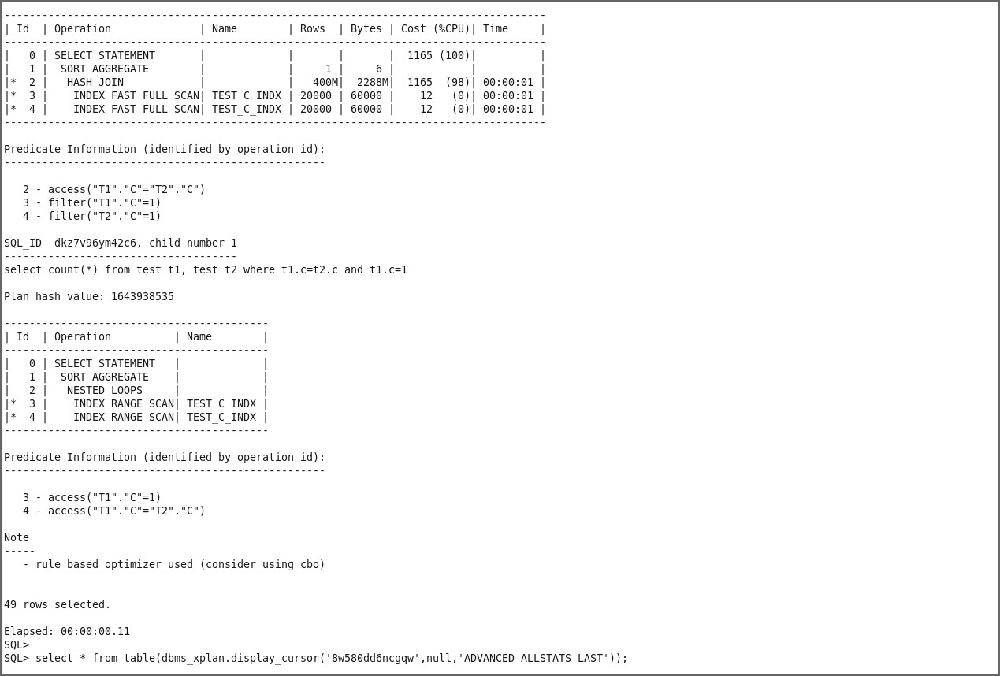 --------------------------------------------------------------------------------------
| Id  | Operation              | Name        | Rows  | Bytes | Cost (%CPU)| Time     |
--------------------------------------------------------------------------------------
|   0 | SELECT STATEMENT       |             |       |       |  1165 (100)|          |
|   1 |  SORT AGGREGATE        |             |     1 |     6 |            |          |
|*  2 |   HASH JOIN            |             |   400M|  2288M|  1165  (98)| 00:00:01 |
|*  3 |    INDEX FAST FULL SCAN| TEST_C_INDX | 20000 | 60000 |    12   (0)| 00:00:01 |
|*  4 |    INDEX FAST FULL SCAN| TEST_C_INDX | 20000 | 60000 |    12   (0)| 00:00:01 |
--------------------------------------------------------------------------------------

Predicate Information (identified by operation id):
---------------------------------------------------

   2 - access("T1"."C"="T2"."C")
   3 - filter("T1"."C"=1)
   4 - filter("T2"."C"=1)

SQL_ID  dkz7v96ym42c6, child number 1
-------------------------------------
select count(*) from test t1, test t2 where t1.c=t2.c and t1.c=1

Plan hash value: 1643938535

------------------------------------------
| Id  | Operation          | Name        |
------------------------------------------
|   0 | SELECT STATEMENT   |             |
|   1 |  SORT AGGREGATE    |             |
|   2 |   NESTED LOOPS     |             |
|*  3 |    INDEX RANGE SCAN| TEST_C_INDX |
|*  4 |    INDEX RANGE SCAN| TEST_C_INDX |
------------------------------------------

Predicate Information (identified by operation id):
---------------------------------------------------

   3 - access("T1"."C"=1)
   4 - access("T1"."C"="T2"."C")

Note
-----
   - rule based optimizer used (consider using cbo)

49 rows selected.

Elapsed: 00:00:00.11
SQL>
SQL> select * from table(dbms_xplan.display_cursor('8w580dd6ncgqw',null,'ADVANCED ALLSTATS LAST'));